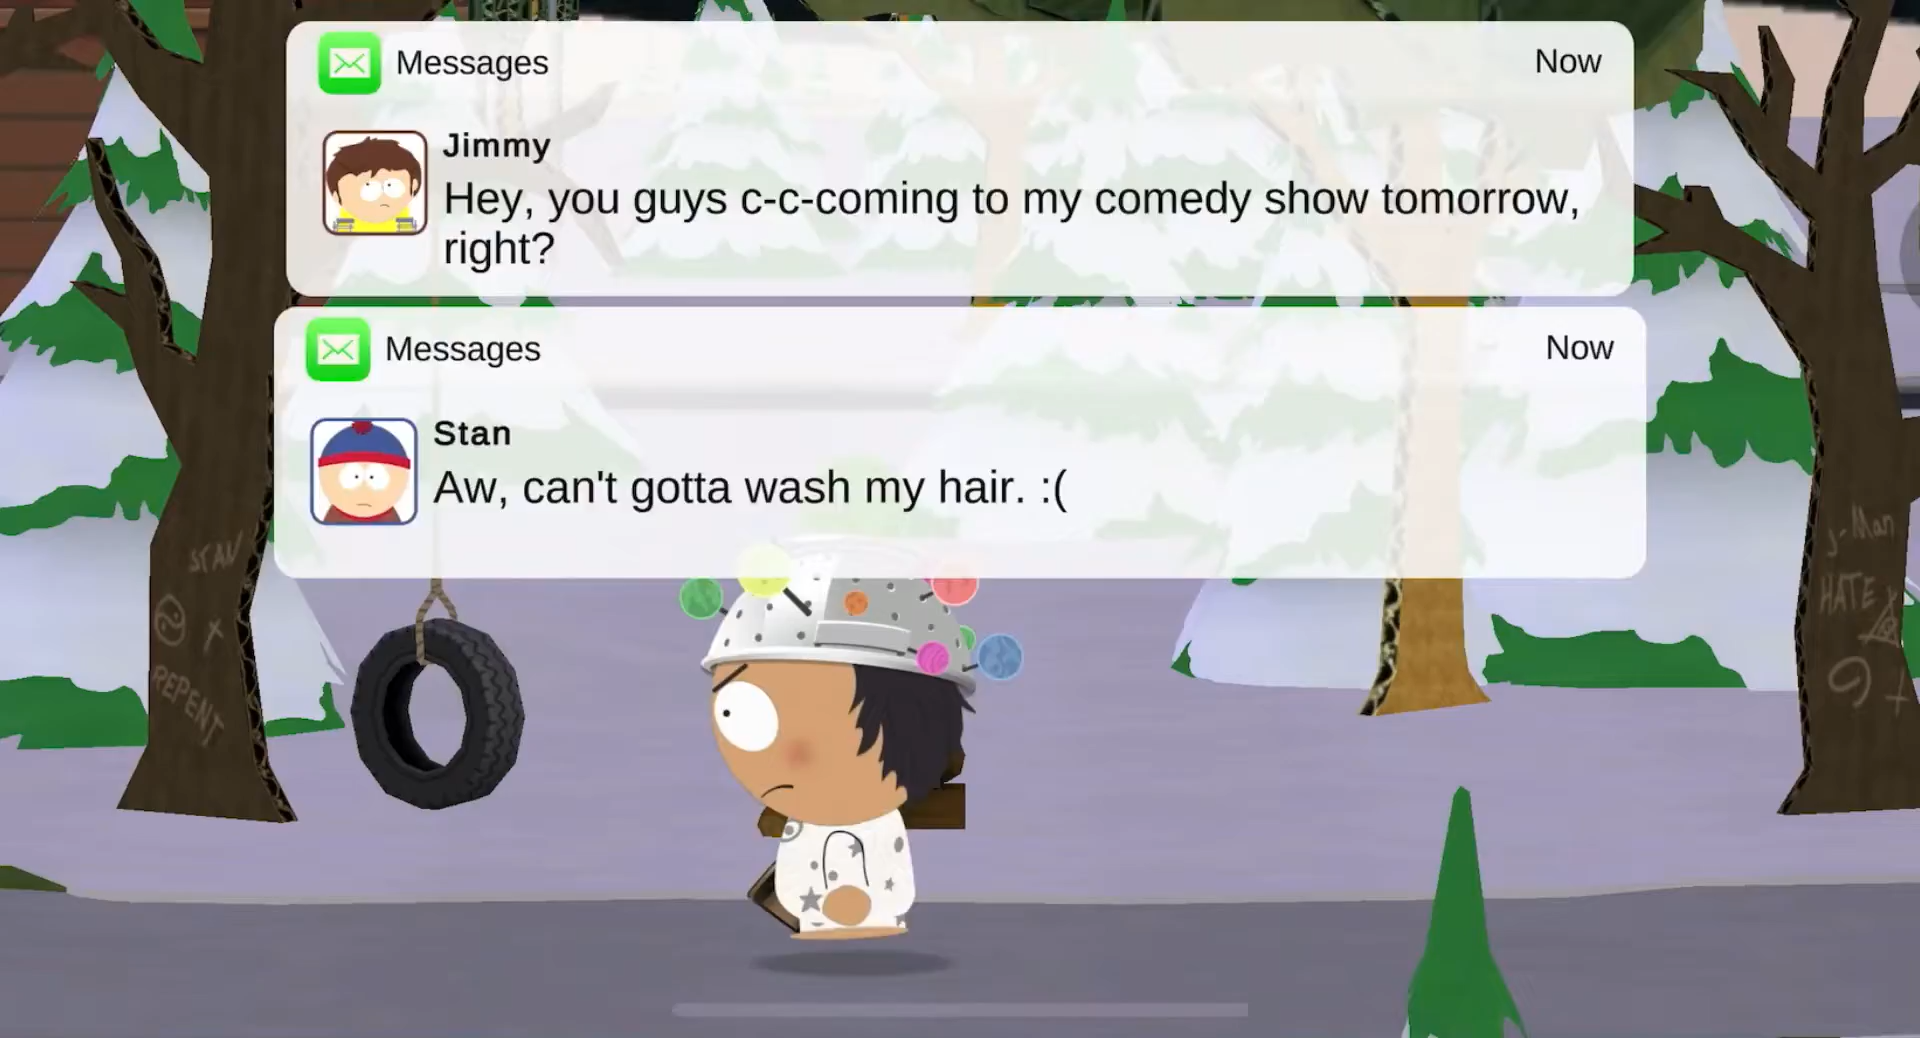 Messages
Now
Jimmy
Hey, you guys c-c-coming to my comedy show tomorrow,
right?
Messages
Now
Stan
Aw, can't gotta wash my hair. :(
STAN
REPENT
J-Man
HATE